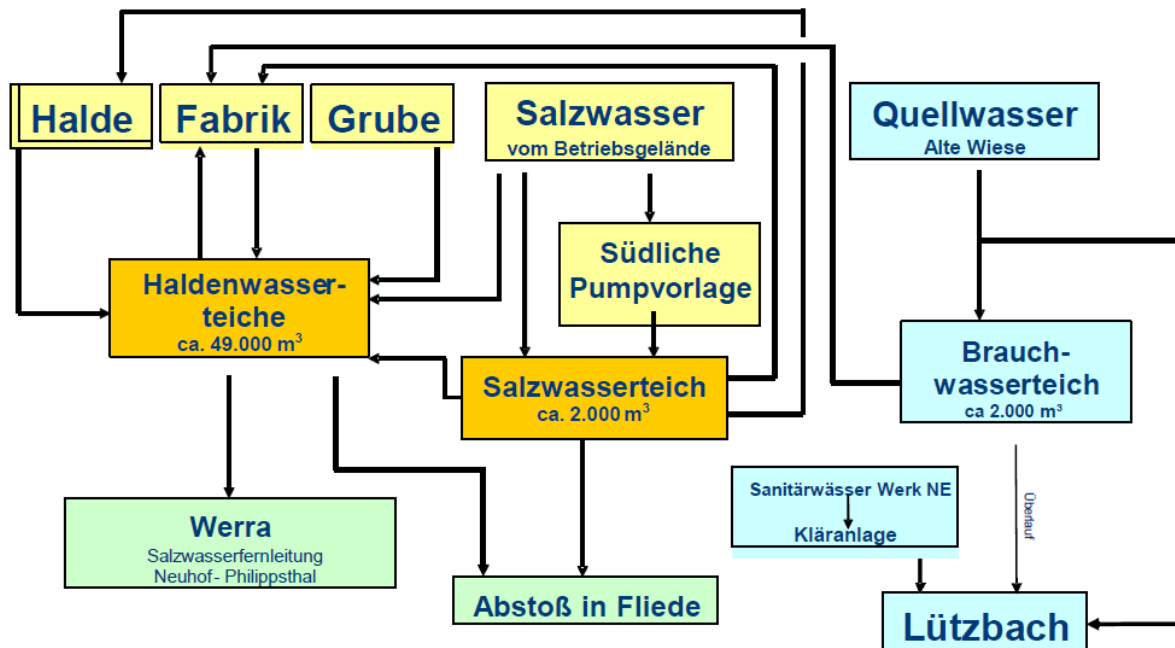 Halde
Fabrik
Grube
Salzwasser
vom Betriebsgelände
Quellwasser
Alte Wiese
Südliche
Pumpvorlage
Haldenwasser-
teiche
ca. 49.000 m³
Salzwasserteich
ca. 2.000 m³
Brauch-
wasserteich
ca 2.000 m³
Überlauf
Sanitärwässer Werk NE
Kläranlage
Werra
Salzwasserfernleitung
Neuhof- Philippsthal
Abstoß in Fliede
Lützbach